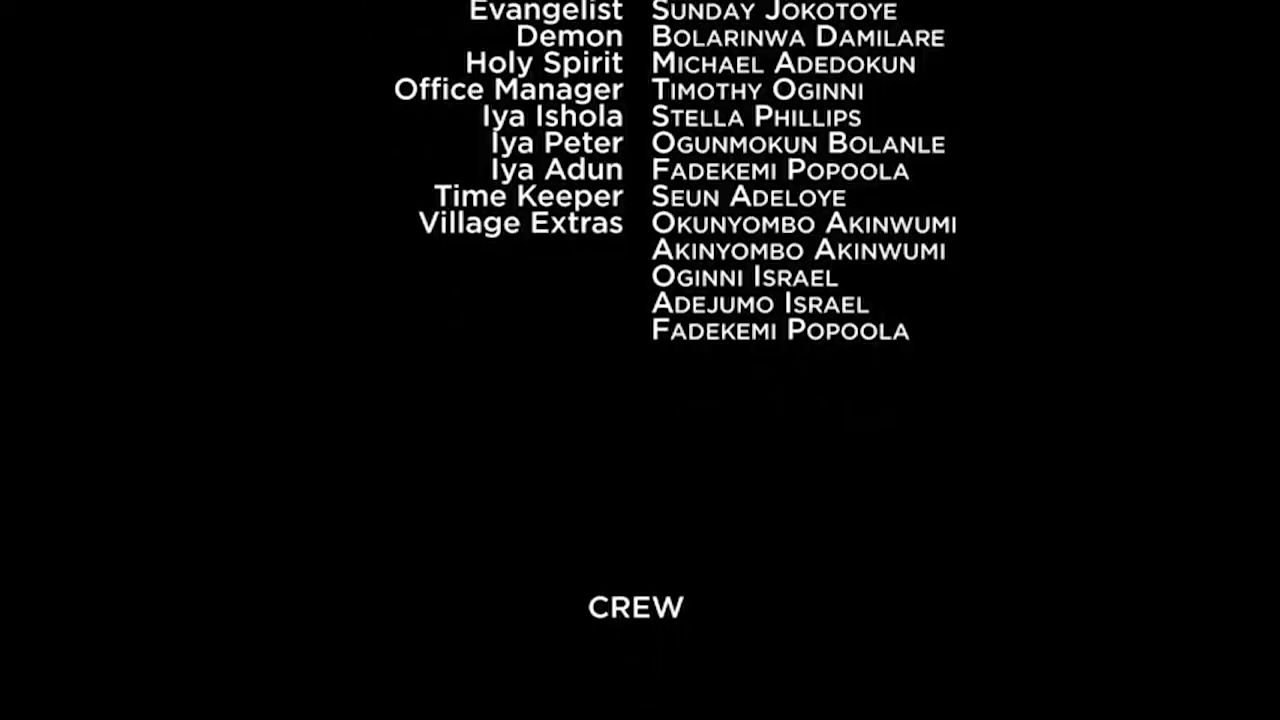 Evangelist Sunday Jokotoye
Demon Bolarinwa Damilare
Holy Spirit Michael Adedokun
Office Manager Timothy Oginni
Iya Ishola Stella Phillips
Iya Peter Ogunmokun Bolanle
Iya Adun Fadekemi Popoola
Time Keeper Seun Adeloye
Village Extras Okunyombo Akinwumi
Akinyombo Akinwumi
Oginni Israel
Adejumo Israel
Fadekemi Popoola
CREW